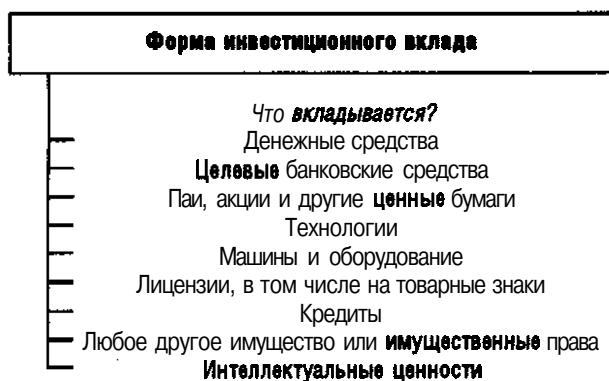 Форма инвестиционного вклада
Что вкладывается?
Денежные средства
Целевые банковские средства
Паи, акции и другие ценные бумаги
Технологии
Машины и оборудование
Лицензии, в том числе на товарные знаки
Кредиты
Любое другое имущество или имущественные права
Интеллектуальные ценности